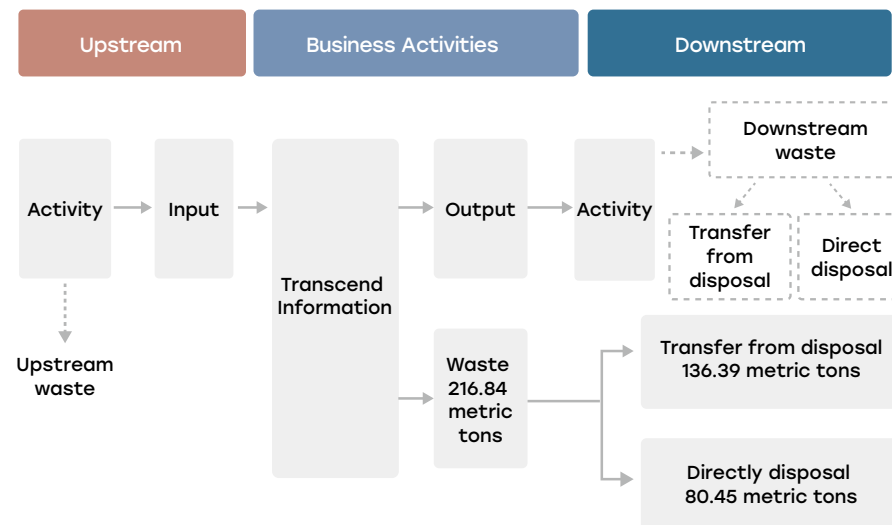 Upstream
Business Activities
Downstream
Downstream
waste
Activity
Input
Output
Activity
Transfer
from
disposal
Direct
disposal
Transcend
Information
Upstream
waste
Waste
216.84
metric
tons
Transfer from disposal
136.39 metric tons
Directly disposal
80.45 metric tons